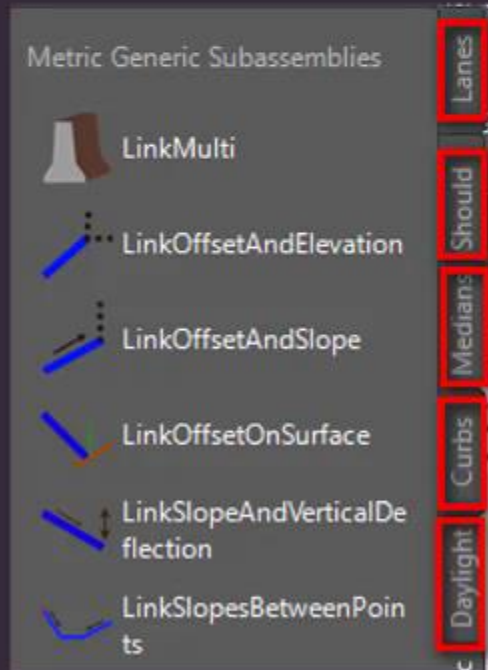 Metric Generic Subassemblies
LinkMulti
LinkOffsetAndElevation
LinkOffsetAndSlope
LinkOffsetOnSurface
LinkSlopeAndVerticalDe
flection
LinkSlopesBetweenPoin
ts
Lanes
Should
Medians
Curbs
Daylight